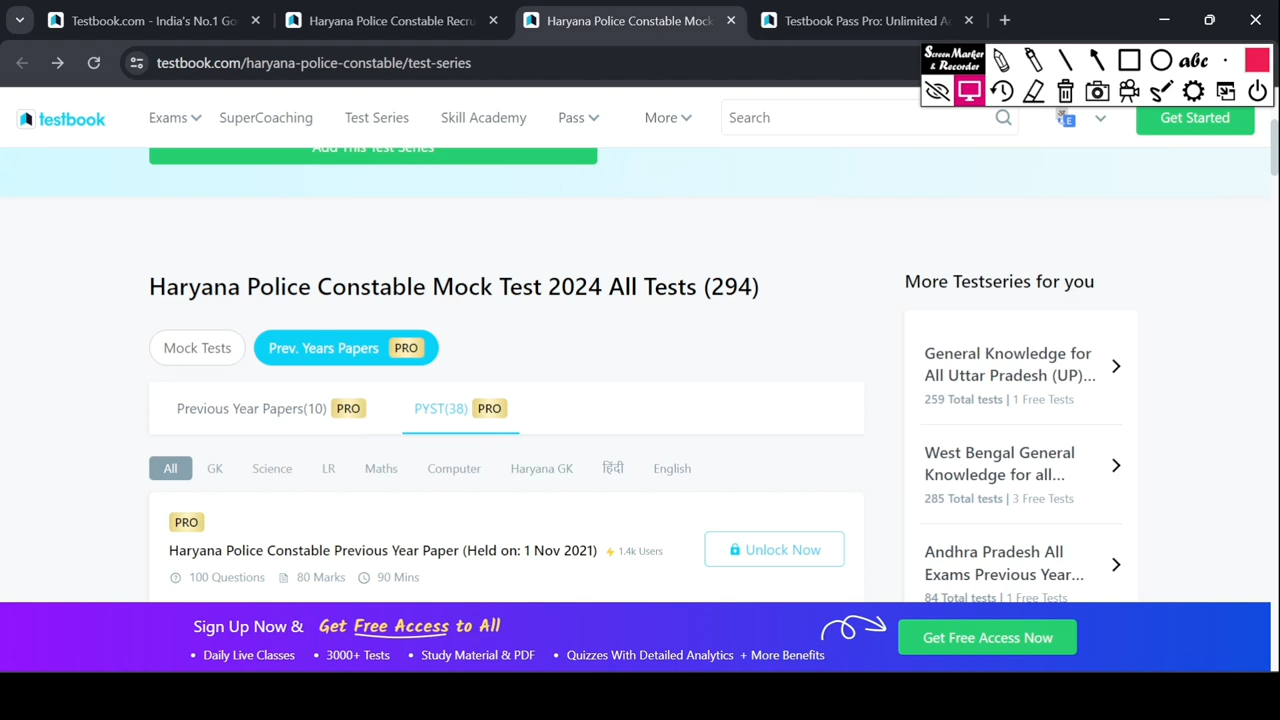 Testbook.com - India's No.1 Go
Haryana Police Constable Recru
Haryana Police Constable Mock
Testbook Pass Pro: Unlimited Ac
testbook.com/haryana-police-constable/test-series
Screen Marker
& Recorder
abc
testbook
Exams
SuperCoaching
Test Series
Skill Academy
Pass
More
Search
Get Started
Add This Test Series
Haryana Police Constable Mock Test 2024 All Tests (294)
More Testseries for you
Mock Tests
Prev. Years Papers PRO
Previous Year Papers(10) PRO
PYST(38) PRO
All GK Science LR Maths Computer Haryana GK हिंदी English
PRO
Haryana Police Constable Previous Year Paper (Held on: 1 Nov 2021) 1.4k Users
100 Questions 80 Marks 90 Mins
Unlock Now
General Knowledge for
All Uttar Pradesh (UP)...
259 Total tests | 1 Free Tests
West Bengal General
Knowledge for all...
285 Total tests | 3 Free Tests
Andhra Pradesh All
Exams Previous Year...
84 Total tests | 1 Free Tests
Sign Up Now & Get Free Access to All
• Daily Live Classes • 3000+ Tests • Study Material & PDF • Quizzes With Detailed Analytics + More Benefits
Get Free Access Now